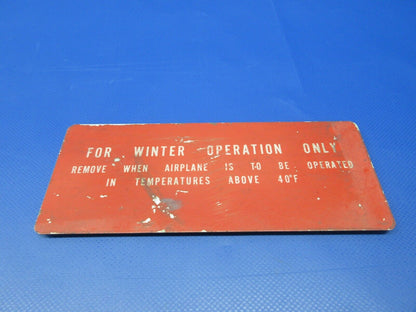 FOR WINTER OPERATION ONLY
REMOVE WHEN AIRPLANE IS TO BE OPERATED
IN TEMPERATURES ABOVE 40°F